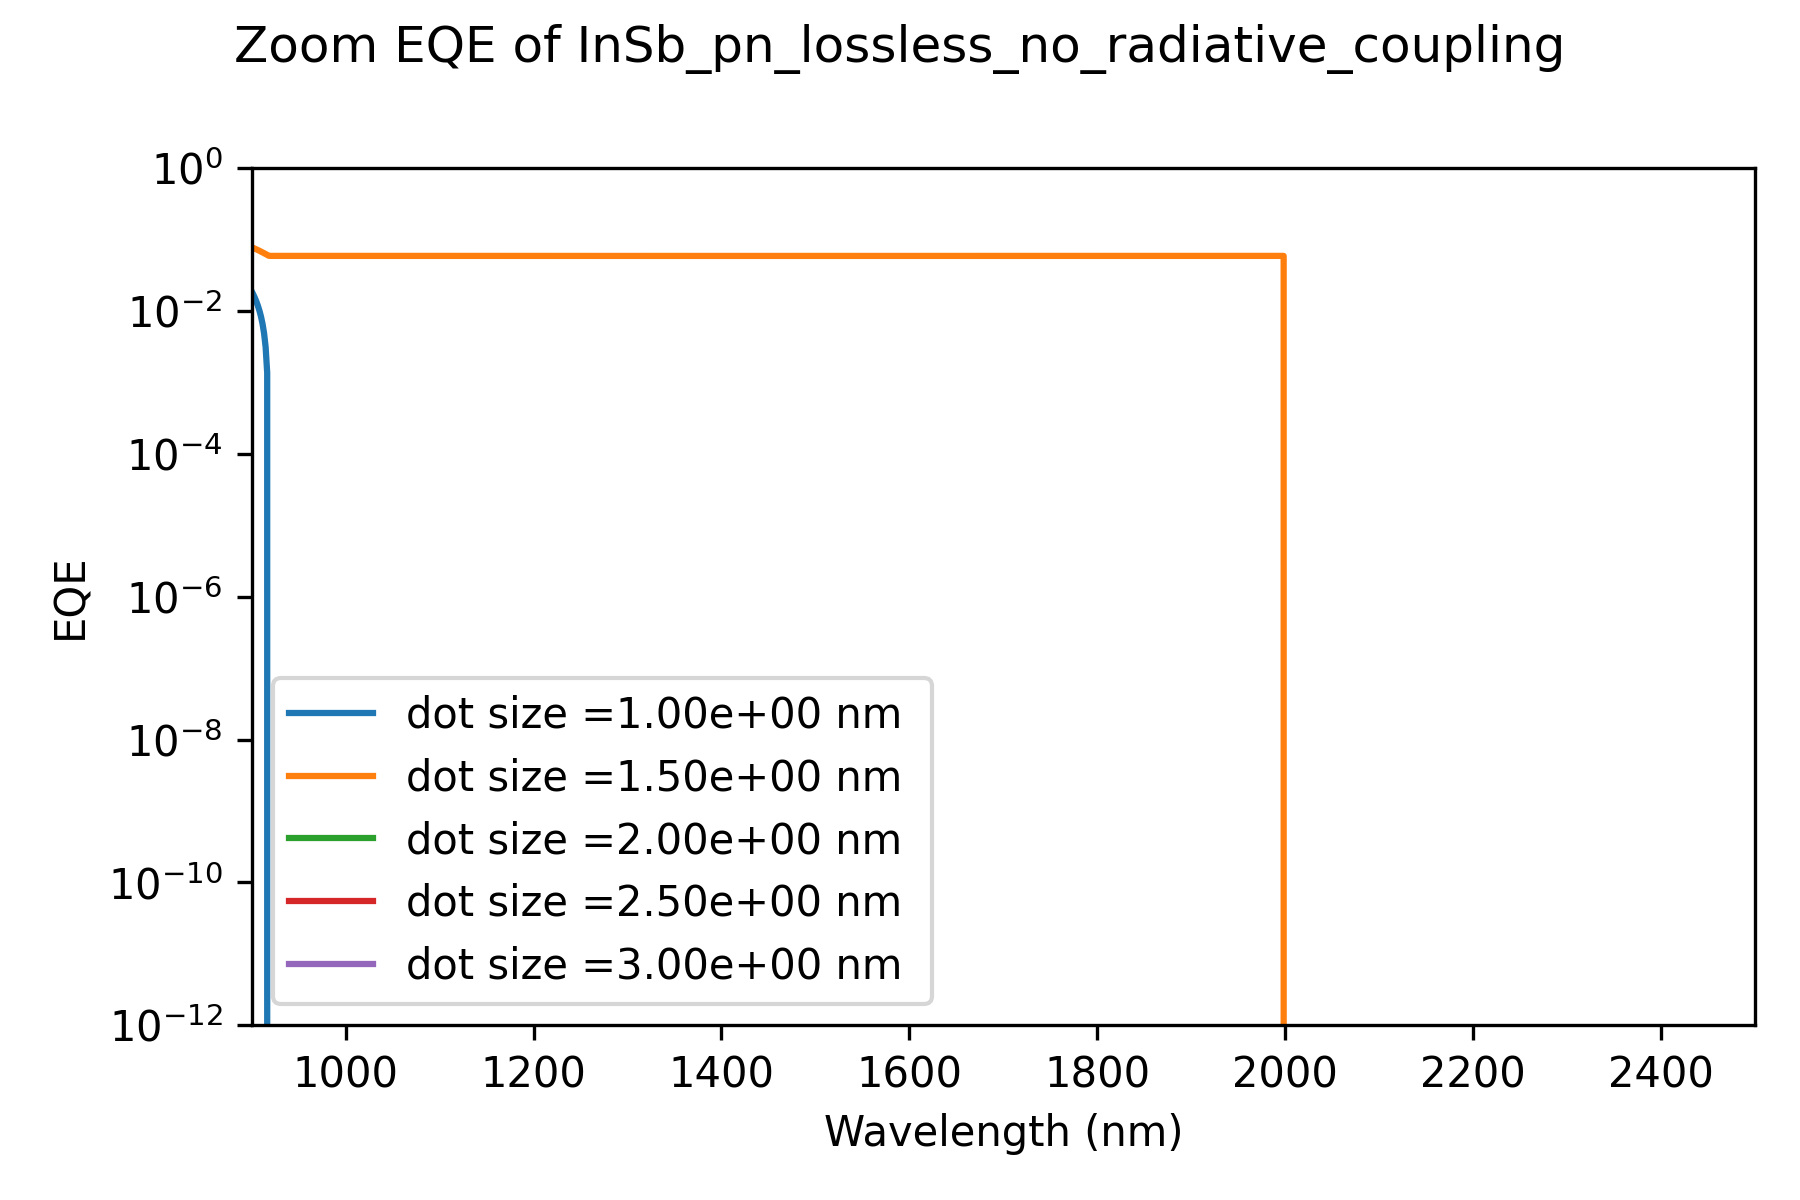 Zoom EQE of InSb_pn_lossless_no_radiative_coupling
10⁰
10⁻²
10⁻⁴
10⁻⁶
10⁻⁸
10⁻¹⁰
10⁻¹²
EQE
dot size =1.00e+00 nm
dot size =1.50e+00 nm
dot size =2.00e+00 nm
dot size =2.50e+00 nm
dot size =3.00e+00 nm
1000 1200 1400 1600 1800 2000 2200 2400
Wavelength (nm)